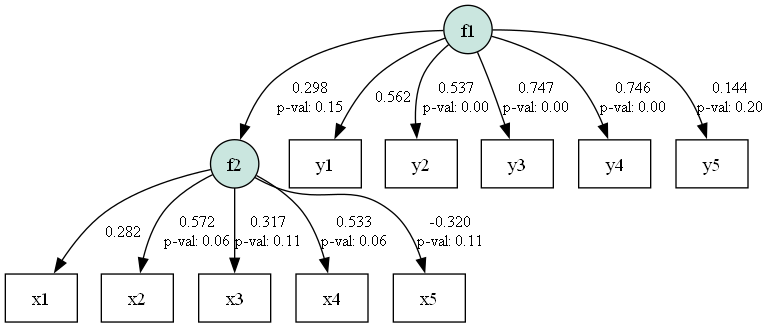 f1
0.298
p-val: 0.15
0.562
0.537
p-val: 0.00
0.747
p-val: 0.00
0.746
p-val: 0.00
0.144
p-val: 0.20
f2
y1
y2
y3
y4
y5
0.282
0.572
p-val: 0.06
0.317
p-val: 0.11
0.533
p-val: 0.06
-0.320
p-val: 0.11
x1
x2
x3
x4
x5